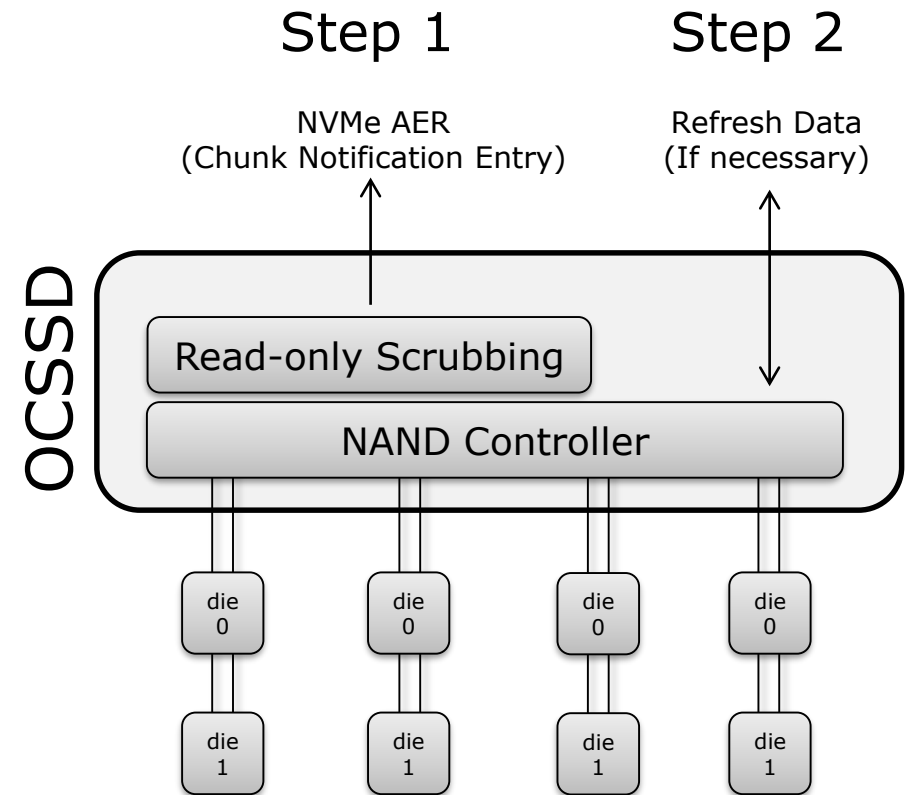 Step 1
Step 2
NVMe AER
(Chunk Notification Entry)
Refresh Data
(If necessary)
OCSSD
Read-only Scrubbing
NAND Controller
die
0
die
0
die
0
die
0
die
1
die
1
die
1
die
1